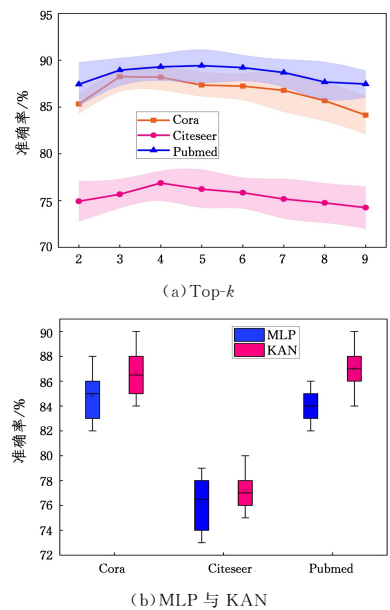 95
90
85
80
75
70
准确率/%
Cora
Citeseer
Pubmed
2 3 4 5 6 7 8 9
(a)Top-k
90
88
86
84
82
80
78
76
74
72
准确率/%
MLP
KAN
Cora Citeseer Pubmed
(b)MLP 与 KAN